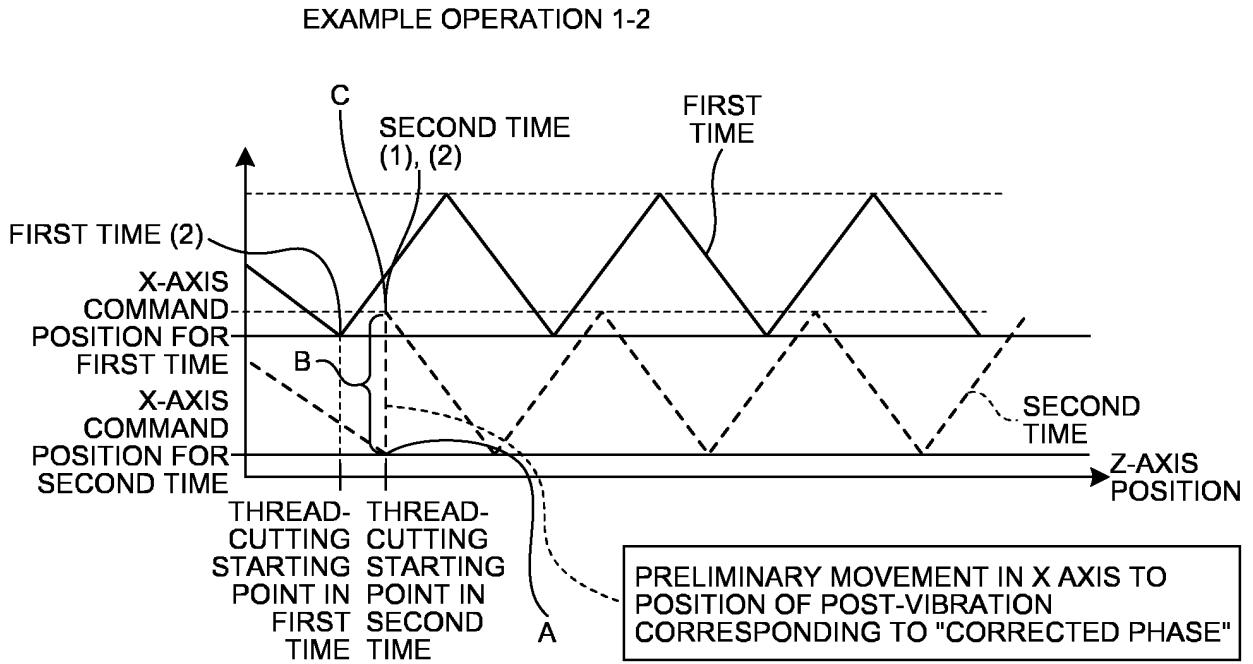 EXAMPLE OPERATION 1-2
C
SECOND TIME
(1), (2)
FIRST
TIME
FIRST TIME (2)
X-AXIS
COMMAND
POSITION FOR
FIRST TIME
B
X-AXIS
COMMAND
POSITION FOR
SECOND TIME
SECOND
TIME
Z-AXIS
POSITION
THREAD-
CUTTING
STARTING
POINT IN
FIRST
TIME
THREAD-
CUTTING
STARTING
POINT IN
SECOND
TIME
A
PRELIMINARY MOVEMENT IN X AXIS TO
POSITION OF POST-VIBRATION
CORRESPONDING TO "CORRECTED PHASE"